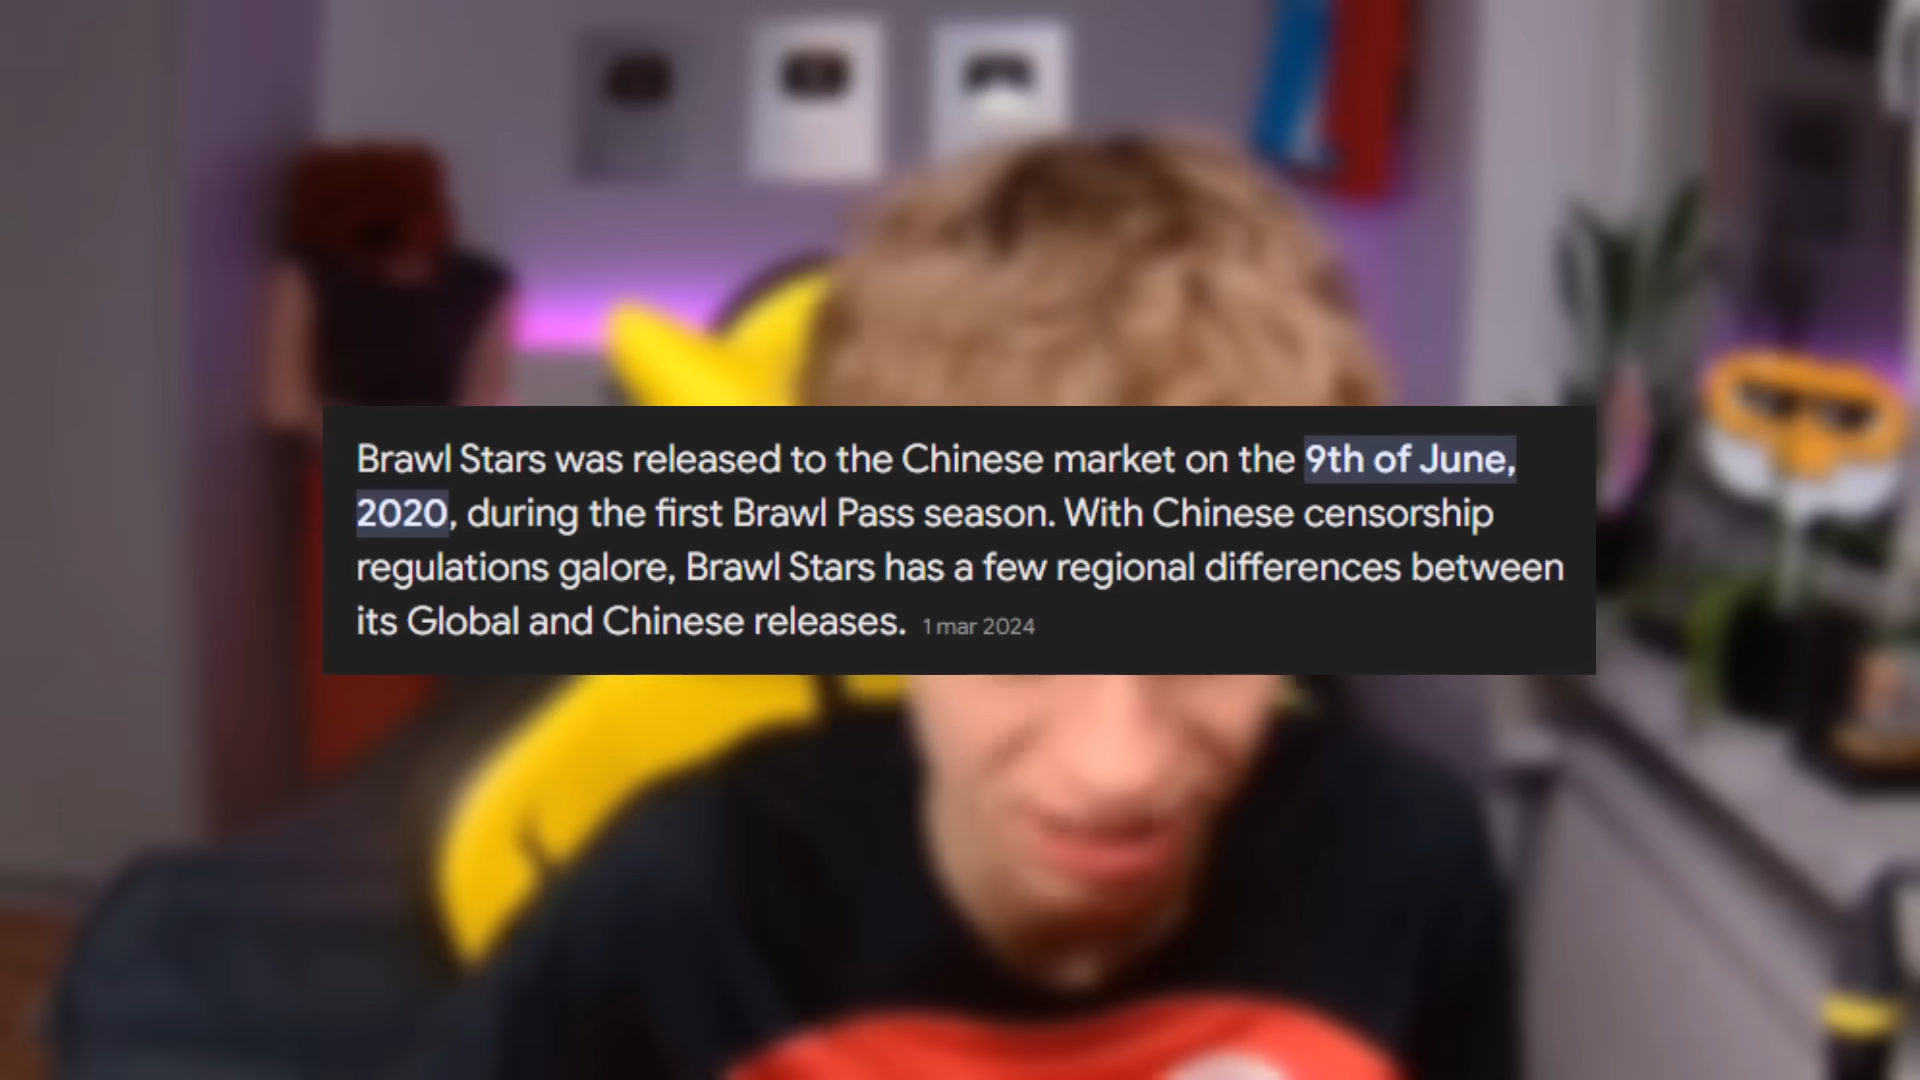 Brawl Stars was released to the Chinese market on the 9th of June,
2020, during the first Brawl Pass season. With Chinese censorship
regulations galore, Brawl Stars has a few regional differences between
its Global and Chinese releases. 1 mar 2024